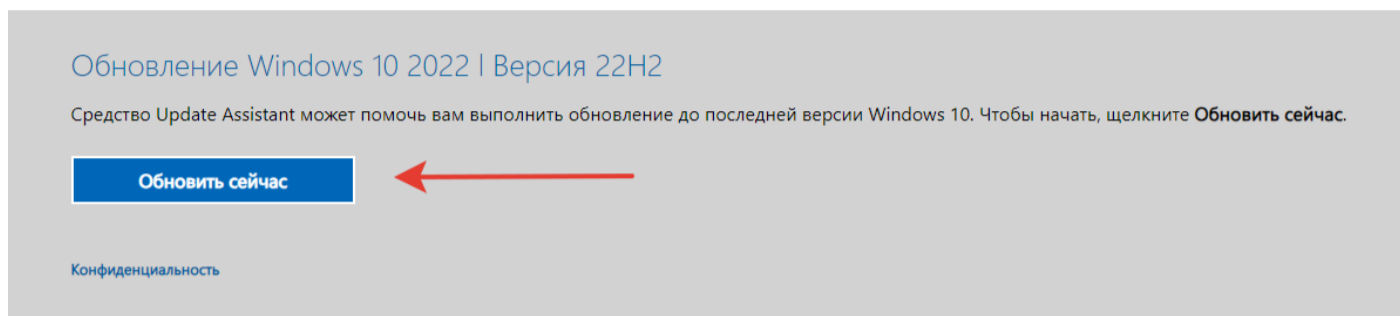 Обновление Windows 10 2022 l Версия 22H2
Средство Update Assistant может помочь вам выполнить обновление до последней версии Windows 10. Чтобы начать, щелкните Обновить сейчас.
Обновить сейчас
Конфиденциальность